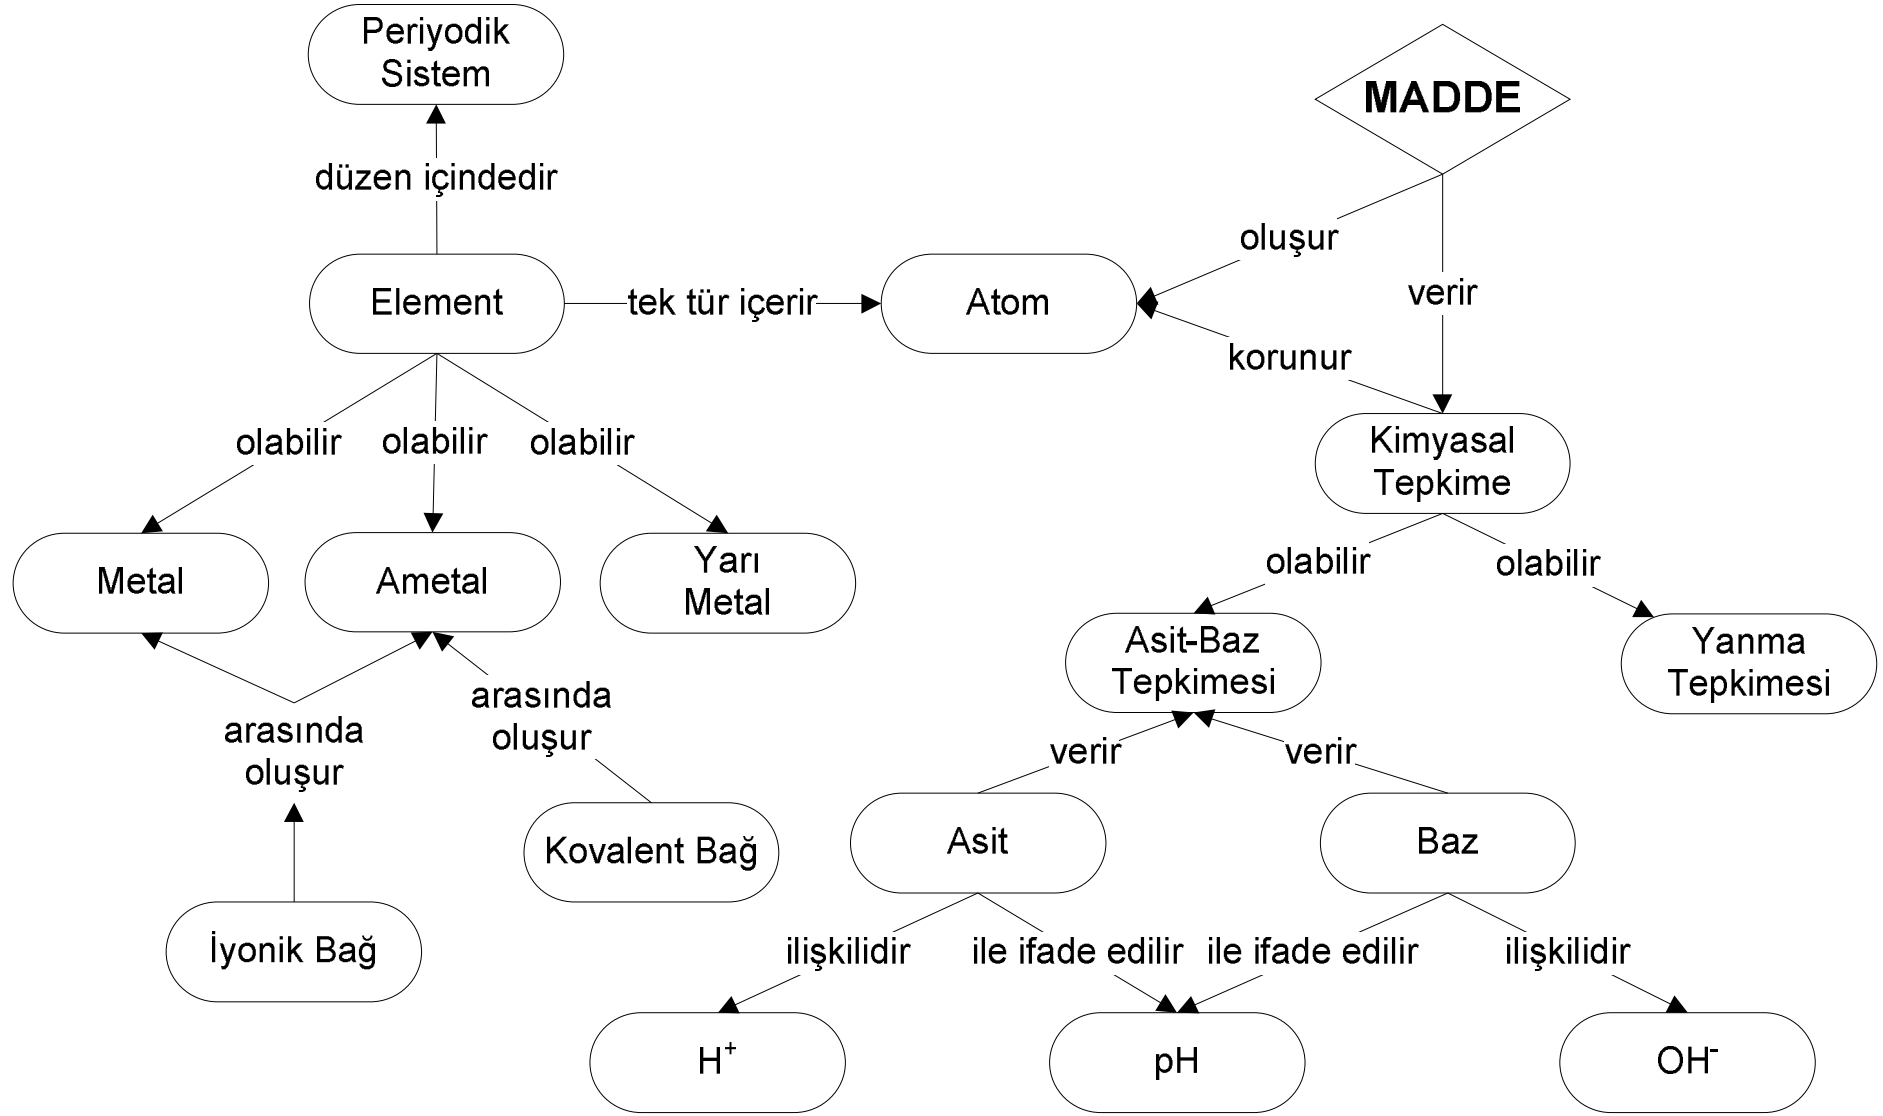 Periyodik
Sistem
MADDE
düzen içindedir
oluşur
Element
tek tür içerir
Atom
verir
korunur
olabilir
olabilir
olabilir
Kimyasal
Tepkime
Metal
Ametal
Yarı
Metal
olabilir
olabilir
Asit-Baz
Tepkimesi
Yanma
Tepkimesi
arasında
oluşur
arasında
oluşur
verir
verir
Kovalent Bağ
Asit
Baz
İyonik Bağ
ilişkilidir
ile ifade edilir
ile ifade edilir
ilişkilidir
H⁺
pH
OH⁻